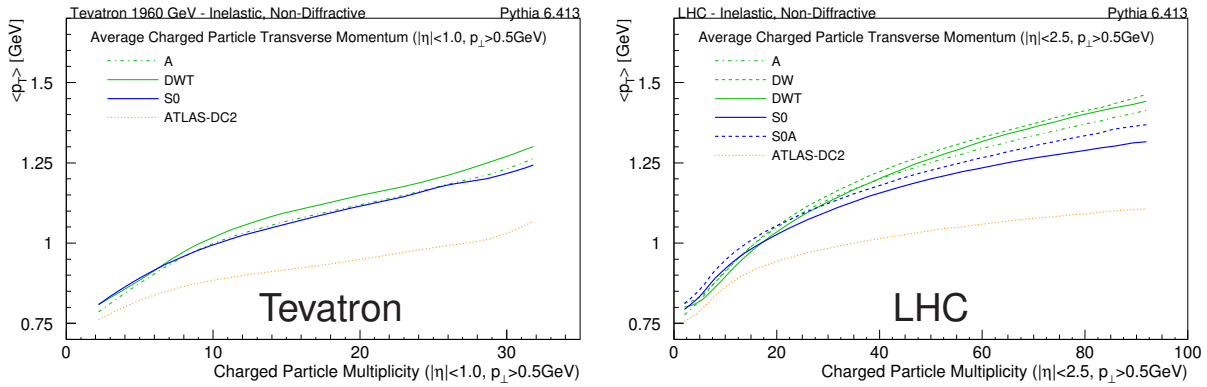 Tevatron 1960 GeV - Inelastic, Non-Diffractive Pythia 6.413
Average Charged Particle Transverse Momentum (|η|<1.0, p⊥>0.5GeV)
A
DWT
S0
ATLAS-DC2
<pT> [GeV]
1.5
1.25
1
0.75
Tevatron
0 10 20 30
Charged Particle Multiplicity (|η|<1.0, p⊥>0.5GeV)
LHC - Inelastic, Non-Diffractive Pythia 6.413
Average Charged Particle Transverse Momentum (|η|<2.5, p⊥>0.5GeV)
A
DW
DWT
S0
S0A
ATLAS-DC2
<pT> [GeV]
1.5
1.25
1
0.75
LHC
0 20 40 60 80 100
Charged Particle Multiplicity (|η|<2.5, p⊥>0.5GeV)